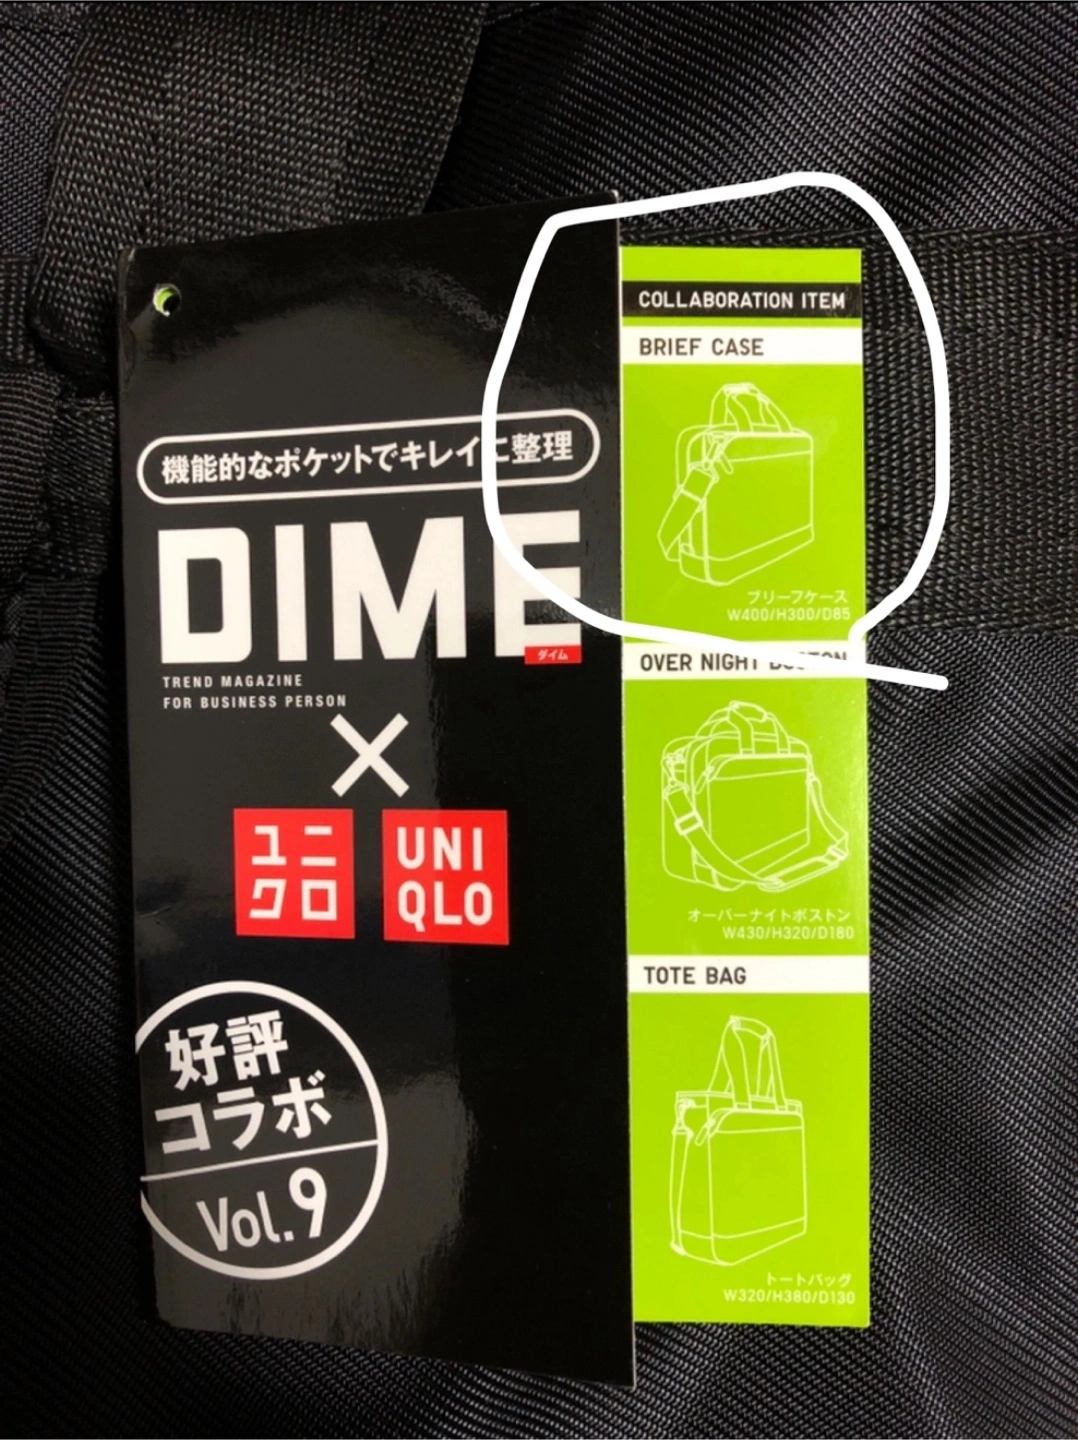 機能的なポケットでキレイに整理
DIME
ダイム
TREND MAGAZINE
FOR BUSINESS PERSON
×
ユニ
クロ
UNI
QLO
好評
コラボ
Vol.9
COLLABORATION ITEM
BRIEF CASE
ブリーフケース
W400/H300/D85
OVER NIGHT BOSTON
オーバーナイトボストン
W430/H320/D180
TOTE BAG
トートバッグ
W320/H380/D130